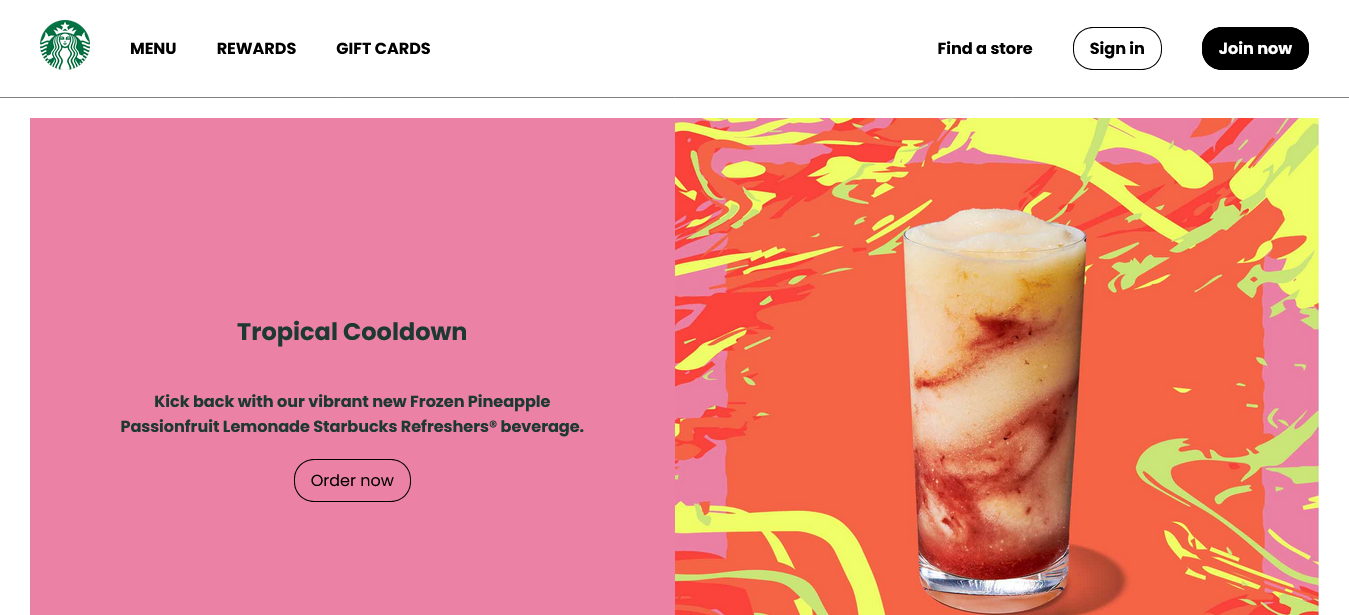 MENU
REWARDS
GIFT CARDS
Find a store
Sign in
Join now
Tropical Cooldown
Kick back with our vibrant new Frozen Pineapple
Passionfruit Lemonade Starbucks Refreshers® beverage.
Order now